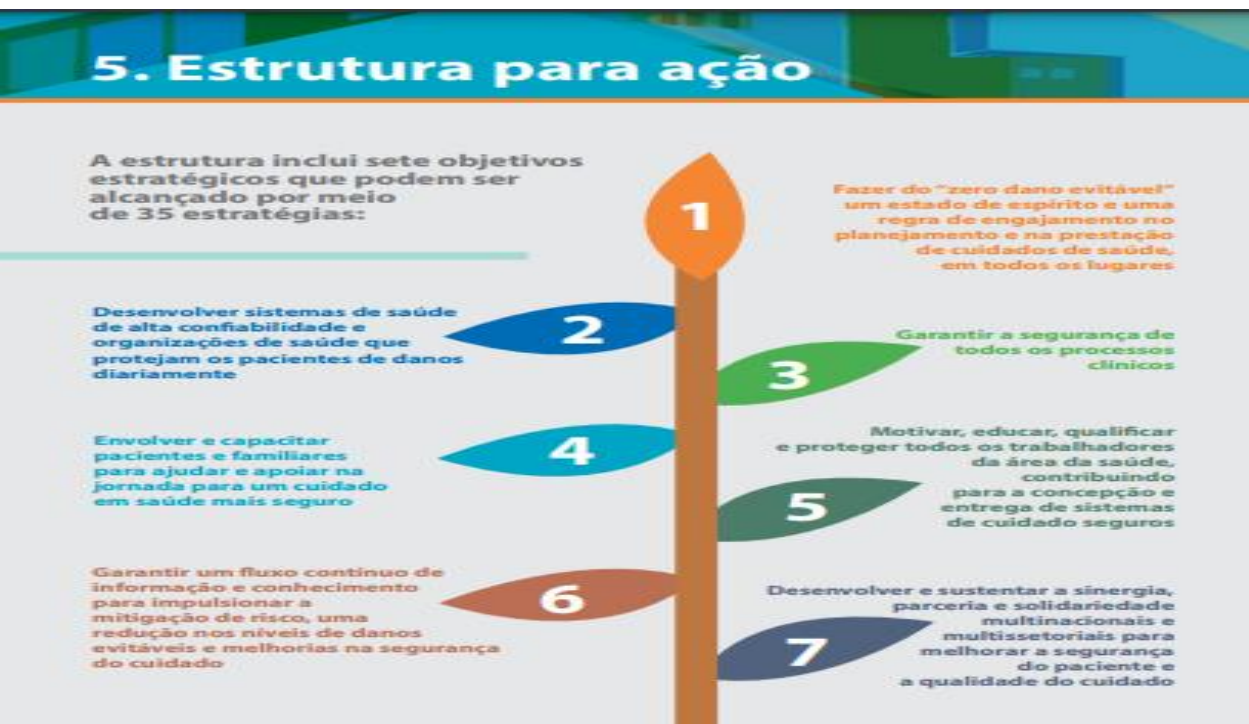 5. Estrutura para ação
A estrutura inclui sete objetivos
estratégicos que podem ser
alcançado por meio
de 35 estratégias:
1
Fazer do “zero dano evitável”
um estado de espírito e uma
regra de engajamento no
planejamento e na prestação
de cuidados de saúde,
em todos os lugares
Desenvolver sistemas de saúde
de alta confiabilidade e
organizações de saúde que
protejam os pacientes de danos
diariamente
2
3
Garantir a segurança de
todos os processos
clínicos
Envolver e capacitar
pacientes e familiares
para ajudar e apoiar na
jornada para um cuidado
em saúde mais seguro
4
5
Motivar, educar, qualificar
e proteger todos os trabalhadores
da área da saúde,
contribuindo
para a concepção e
entrega de sistemas
de cuidado seguros
Garantir um fluxo contínuo de
informação e conhecimento
para impulsionar a
mitigação de risco, uma
redução nos níveis de danos
evitáveis e melhorias na segurança
do cuidado
6
7
Desenvolver e sustentar a sinergia,
parceria e solidariedade
multinacionais e
multissetoriais para
melhorar a segurança
do paciente e
a qualidade do cuidado